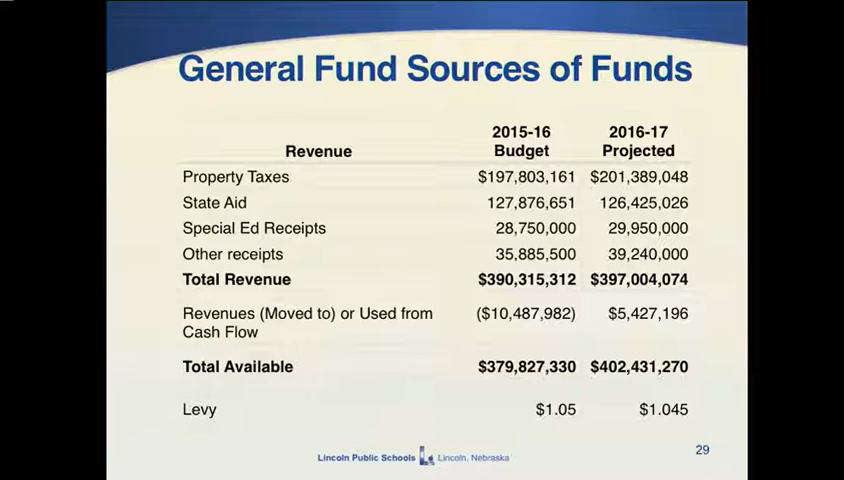 General Fund Sources of Funds
Revenue 2015-16 Budget 2016-17 Projected
Property Taxes $197,803,161 $201,389,048
State Aid 127,876,651 126,425,026
Special Ed Receipts 28,750,000 29,950,000
Other receipts 35,885,500 39,240,000
Total Revenue $390,315,312 $397,004,074
Revenues (Moved to) or Used from ($10,487,982) $5,427,196
Cash Flow
Total Available $379,827,330 $402,431,270
Levy $1.05 $1.045
29
Lincoln Public Schools Lincoln, Nebraska